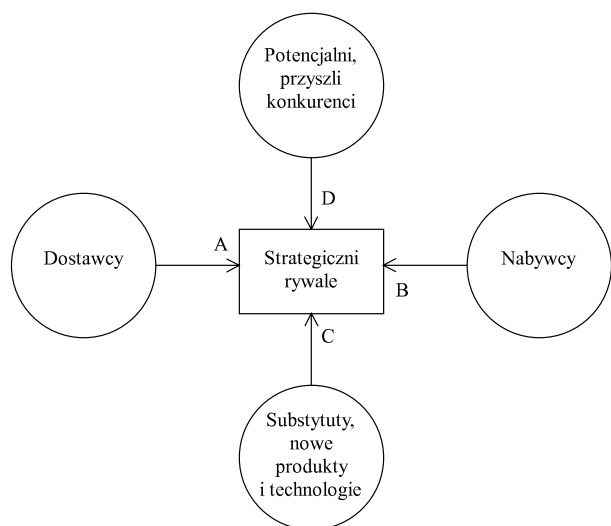 Potencjalni,
przyszli
konkurenci
D
Dostawcy
A
Strategiczni
rywale
B
Nabywcy
C
Substytuty,
nowe
produkty
i technologie